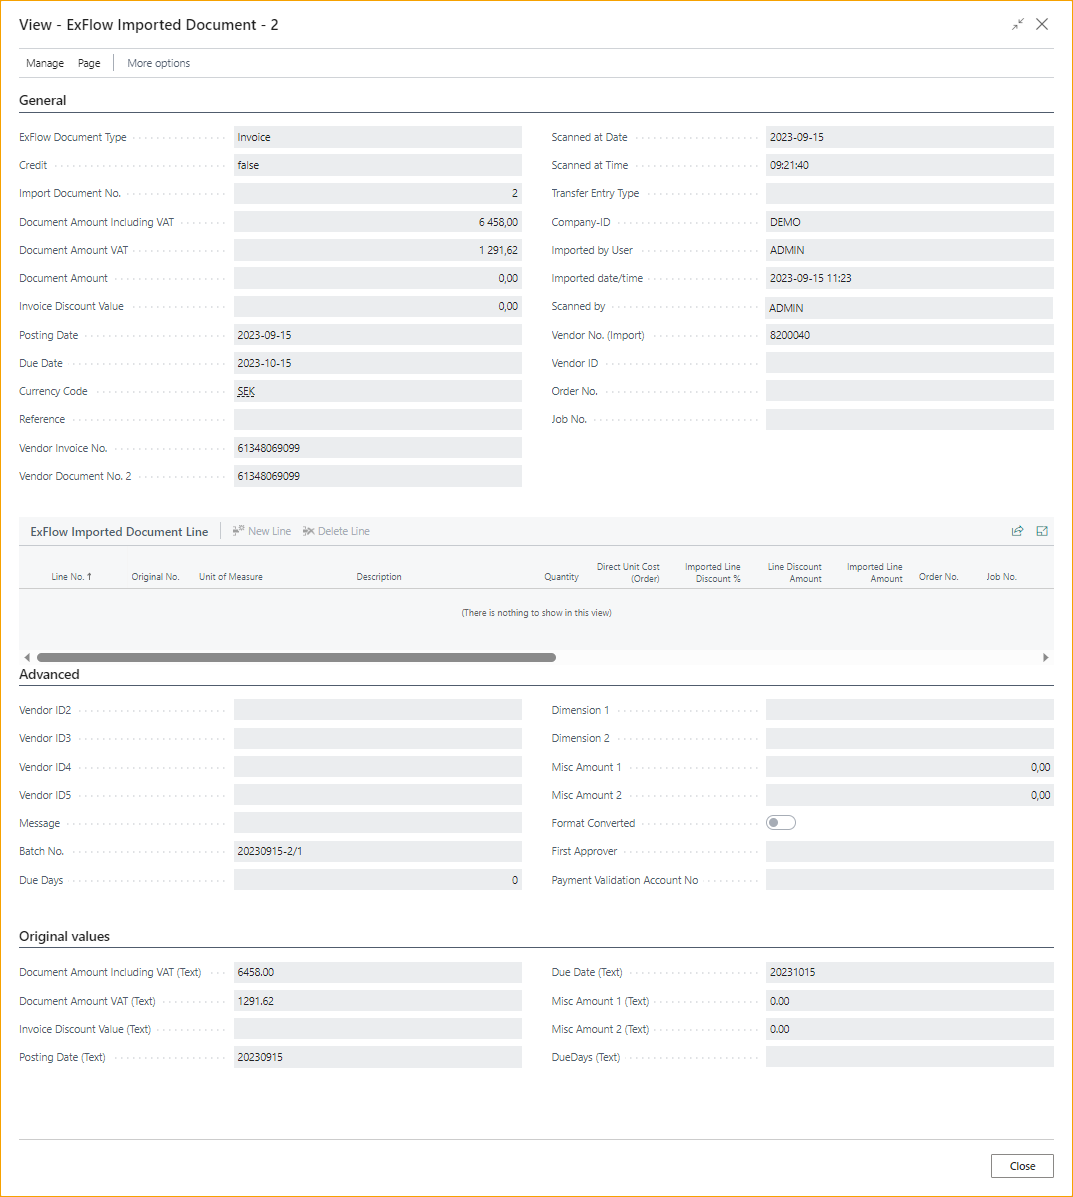 View - ExFlow Imported Document - 2
Manage Page More options
General
ExFlow Document Type Invoice
Credit false
Import Document No. 2
Document Amount Including VAT 6 458,00
Document Amount VAT 1 291,62
Document Amount 0,00
Invoice Discount Value 0,00
Posting Date 2023-09-15
Due Date 2023-10-15
Currency Code SEK
Reference
Vendor Invoice No. 61348069099
Vendor Document No. 2 61348069099
Scanned at Date 2023-09-15
Scanned at Time 09:21:40
Transfer Entry Type
Company-ID DEMO
Imported by User ADMIN
Imported date/time 2023-09-15 11:23
Scanned by ADMIN
Vendor No. (Import) 8200040
Vendor ID
Order No.
Job No.
ExFlow Imported Document Line New Line Delete Line
Line No. ↑ Original No. Unit of Measure Description Quantity Direct Unit Cost (Order) Imported Line Discount % Line Discount Amount Imported Line Amount Order No. Job No.
(There is nothing to show in this view)
Advanced
Vendor ID2
Vendor ID3
Vendor ID4
Vendor ID5
Message
Batch No. 20230915-2/1
Due Days 0
Dimension 1
Dimension 2
Misc Amount 1 0,00
Misc Amount 2 0,00
Format Converted
First Approver
Payment Validation Account No
Original values
Document Amount Including VAT (Text) 6458.00
Document Amount VAT (Text) 1291.62
Invoice Discount Value (Text)
Posting Date (Text) 20230915
Due Date (Text) 20231015
Misc Amount 1 (Text) 0.00
Misc Amount 2 (Text) 0.00
DueDays (Text)
Close